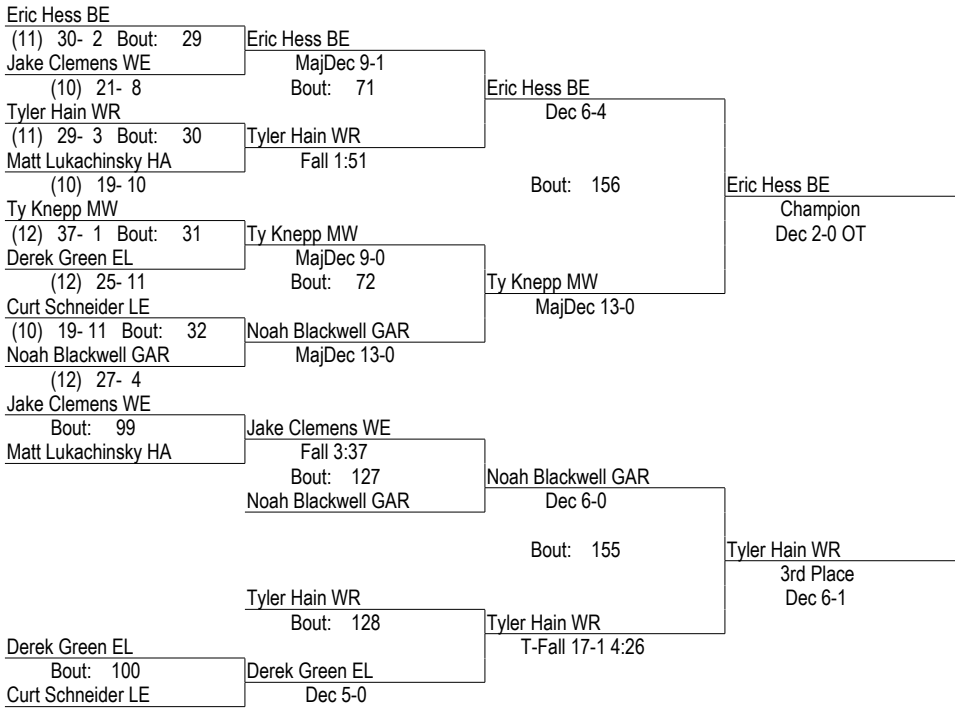 Eric Hess BE
(11) 30- 2 Bout: 29 Eric Hess BE
Jake Clemens WE MajDec 9-1
(10) 21- 8 Bout: 71 Eric Hess BE
Tyler Hain WR Dec 6-4
(11) 29- 3 Bout: 30 Tyler Hain WR
Matt Lukachinsky HA Fall 1:51
(10) 19- 10 Bout: 156 Eric Hess BE
Ty Knepp MW Champion
(12) 37- 1 Bout: 31 Ty Knepp MW Dec 2-0 OT
Derek Green EL MajDec 9-0
(12) 25- 11 Bout: 72 Ty Knepp MW
Curt Schneider LE MajDec 13-0
(10) 19- 11 Bout: 32 Noah Blackwell GAR
Noah Blackwell GAR MajDec 13-0
(12) 27- 4
Jake Clemens WE
Bout: 99 Jake Clemens WE
Matt Lukachinsky HA Fall 3:37
Bout: 127 Noah Blackwell GAR
Noah Blackwell GAR Dec 6-0
Bout: 155 Tyler Hain WR
3rd Place
Tyler Hain WR Dec 6-1
Bout: 128 Tyler Hain WR
Derek Green EL T-Fall 17-1 4:26
Bout: 100 Derek Green EL
Curt Schneider LE Dec 5-0